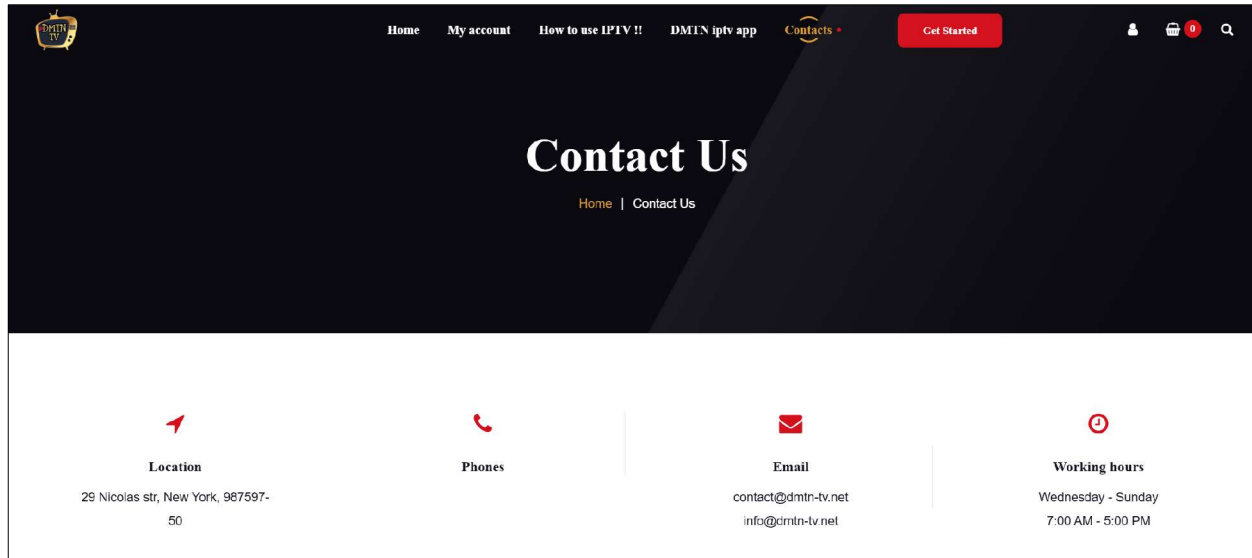 DMTN
TV
Home My account How to use IPTV !! DMTN iptv app Contacts Get Started 0
Contact Us
Home | Contact Us
Location
29 Nicolas str, New York, 987597-
50
Phones
Email
contact@dmtn-tv.net
info@dmtn-tv.net
Working hours
Wednesday - Sunday
7:00 AM - 5:00 PM